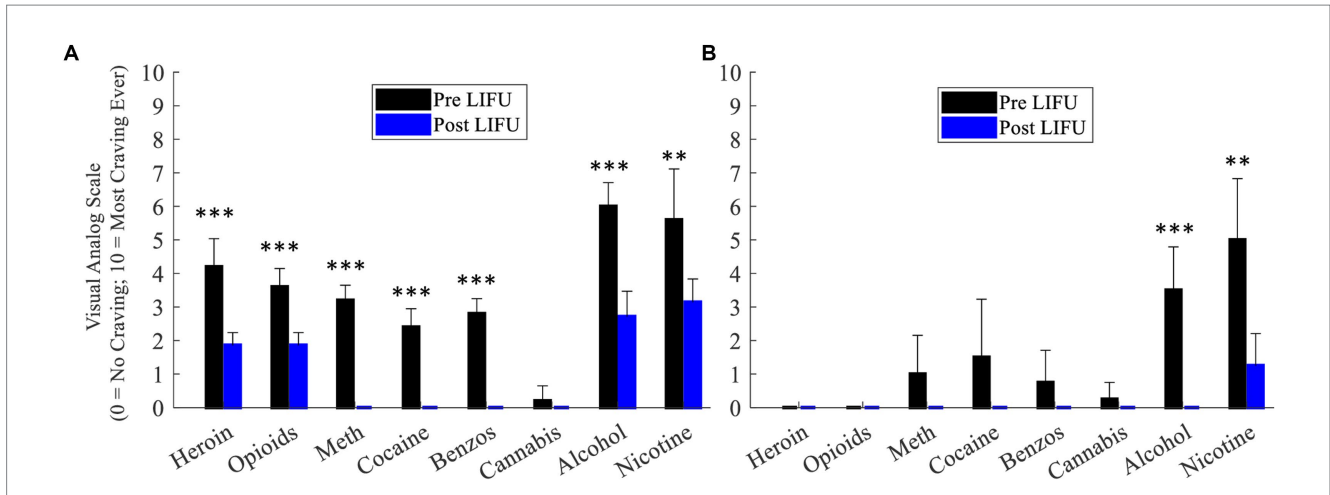 A
B
Visual Analog Scale
(0 = No Craving; 10 = Most Craving Ever)
10
9
8
7
6
5
4
3
2
1
0
Pre LIFU
Post LIFU
***
***
***
***
***
***
**
Heroin
Opioids
Meth
Cocaine
Benzos
Cannabis
Alcohol
Nicotine
10
9
8
7
6
5
4
3
2
1
0
Pre LIFU
Post LIFU
***
**
Heroin
Opioids
Meth
Cocaine
Benzos
Cannabis
Alcohol
Nicotine